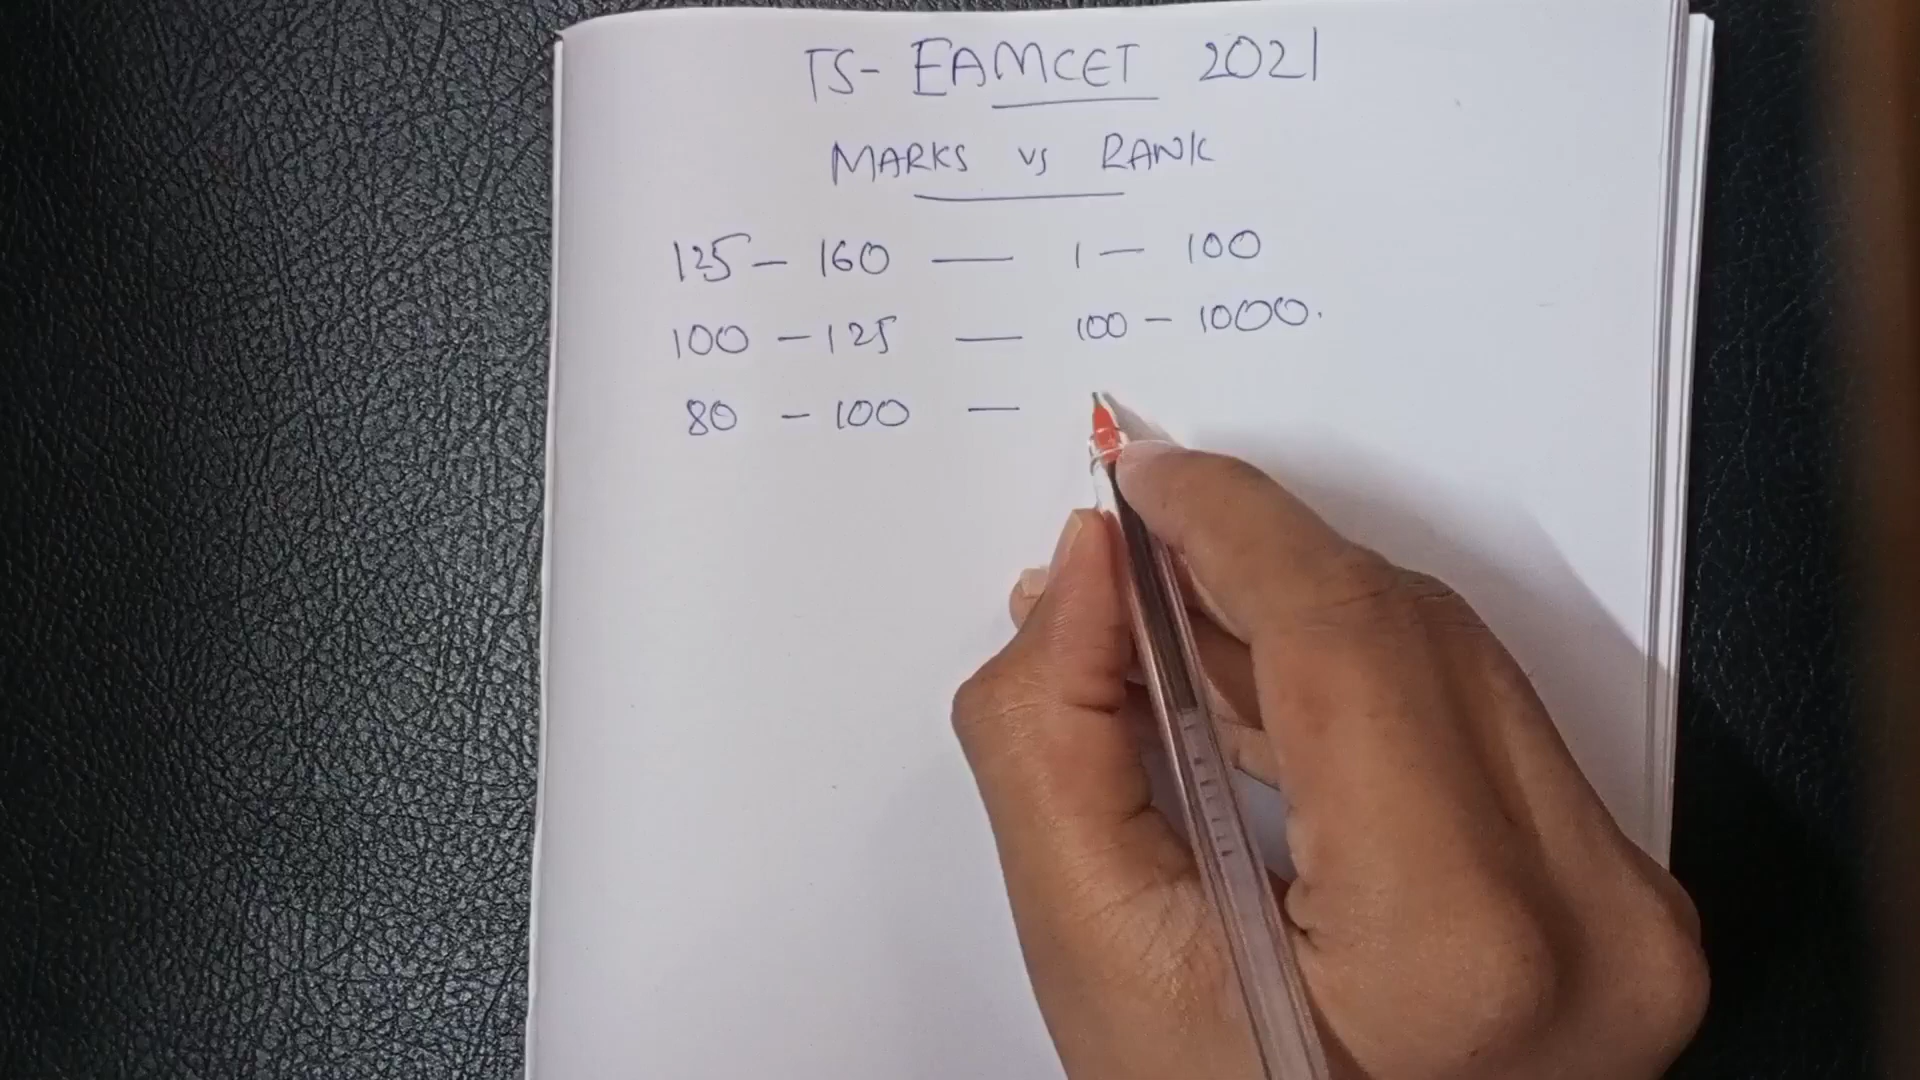 TS- EAMCET 2021
MARKS vs RANK
125 - 160 — 1 - 100
100 - 125 — 100 - 1000.
80 - 100 —